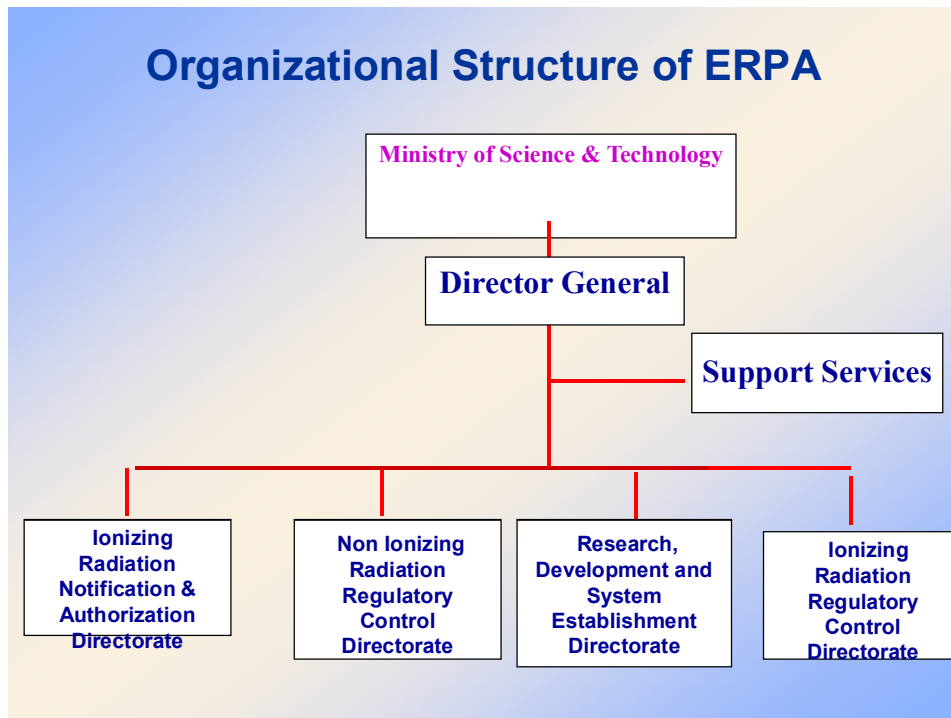 Organizational Structure of ERPA
Ministry of Science & Technology
Director General
Support Services
Ionizing
Radiation
Notification &
Authorization
Directorate
Non Ionizing
Radiation
Regulatory
Control
Directorate
Research,
Development and
System
Establishment
Directorate
Ionizing
Radiation
Regulatory
Control
Directorate